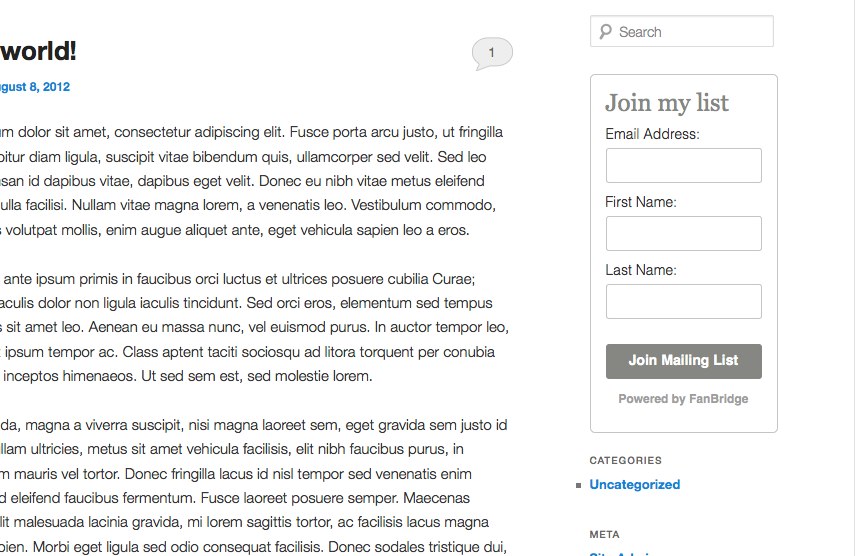 world!
1
ugust 8, 2012
m dolor sit amet, consectetur adipiscing elit. Fusce porta arcu justo, ut fringilla
bitur diam ligula, suscipit vitae bibendum quis, ullamcorper sed velit. Sed leo
san id dapibus vitae, dapibus eget velit. Donec eu nibh vitae metus eleifend
ulla facilisi. Nullam vitae magna lorem, a venenatis leo. Vestibulum commodo,
s volutpat mollis, enim augue aliquet ante, eget vehicula sapien leo a eros.
ante ipsum primis in faucibus orci luctus et ultrices posuere cubilia Curae;
aculis dolor non ligula iaculis tincidunt. Sed orci eros, elementum sed tempus
s sit amet leo. Aenean eu massa nunc, vel euismod purus. In auctor tempor leo,
t ipsum tempor ac. Class aptent taciti sociosqu ad litora torquent per conubia
inceptos himenaeos. Ut sed sem est, sed molestie lorem.
da, magna a viverra suscipit, nisi magna laoreet sem, eget gravida sem justo id
llam ultricies, metus sit amet vehicula facilisis, elit nibh faucibus purus, in
m mauris vel tortor. Donec fringilla lacus id nisl tempor sed venenatis enim
d eleifend faucibus fermentum. Fusce laoreet posuere semper. Maecenas
lit malesuada lacinia gravida, mi lorem sagittis tortor, ac facilisis lacus magna
pien. Morbi eget ligula sed odio consequat facilisis. Donec sodales tristique dui,
Search
Join my list
Email Address:
First Name:
Last Name:
Join Mailing List
Powered by FanBridge
CATEGORIES
Uncategorized
META